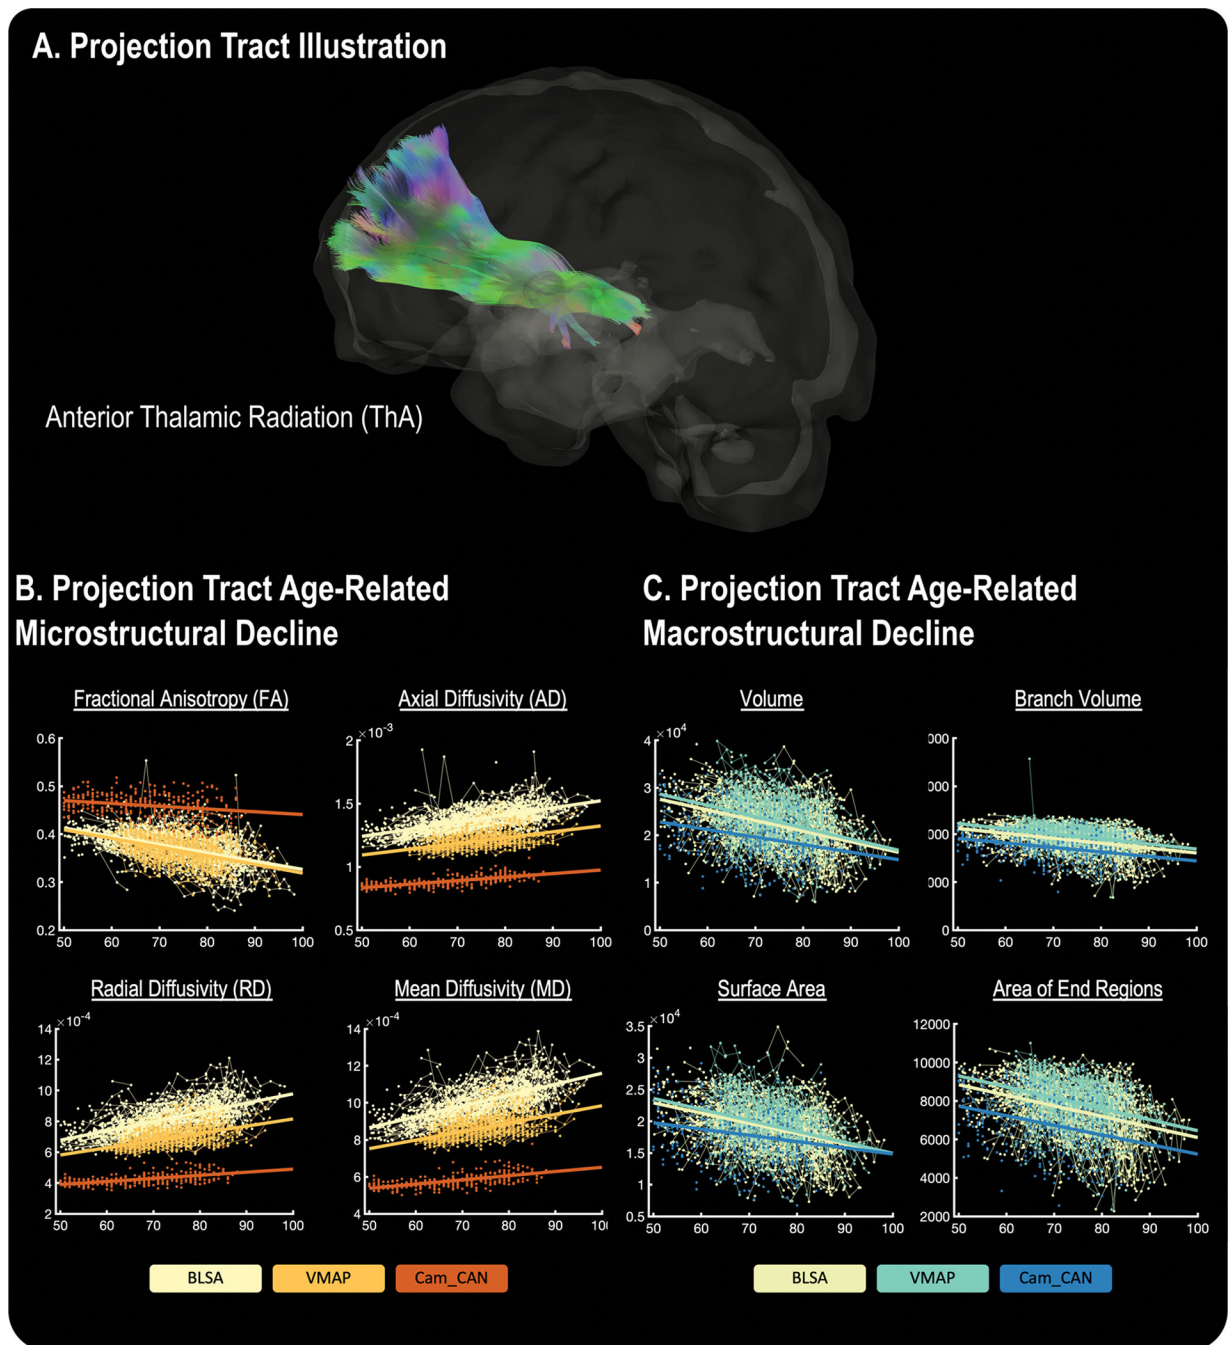 A. Projection Tract Illustration
Anterior Thalamic Radiation (ThA)
B. Projection Tract Age-Related
Microstructural Decline
C. Projection Tract Age-Related
Macrostructural Decline
Fractional Anisotropy (FA)
0.6
0.5
0.4
0.3
0.2
50 60 70 80 90 100
Axial Diffusivity (AD)
×10-3
2
1.5
1
0.5
50 60 70 80 90 100
Volume
×10⁴
4
3
2
1
0
50 60 70 80 90 100
Branch Volume
000
000
000
000
0
50 60 70 80 90 100
Radial Diffusivity (RD)
×10-4
14
12
10
8
6
4
2
50 60 70 80 90 100
Mean Diffusivity (MD)
×10-4
14
12
10
8
6
4
50 60 70 80 90 100
Surface Area
×10⁴
3.5
3
2.5
2
1.5
1
0.5
50 60 70 80 90 100
Area of End Regions
12000
10000
8000
6000
4000
2000
50 60 70 80 90 100
BLSA VMAP Cam_CAN
BLSA VMAP Cam_CAN